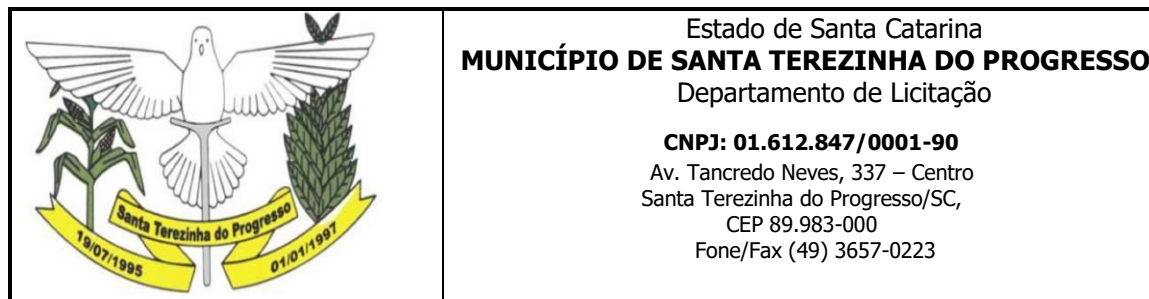 Santa Terezinha do Progresso
19/07/1995
01/01/1997
Estado de Santa Catarina
MUNICÍPIO DE SANTA TEREZINHA DO PROGRESSO
Departamento de Licitação
CNPJ: 01.612.847/0001-90
Av. Tancredo Neves, 337 – Centro
Santa Terezinha do Progresso/SC,
CEP 89.983-000
Fone/Fax (49) 3657-0223